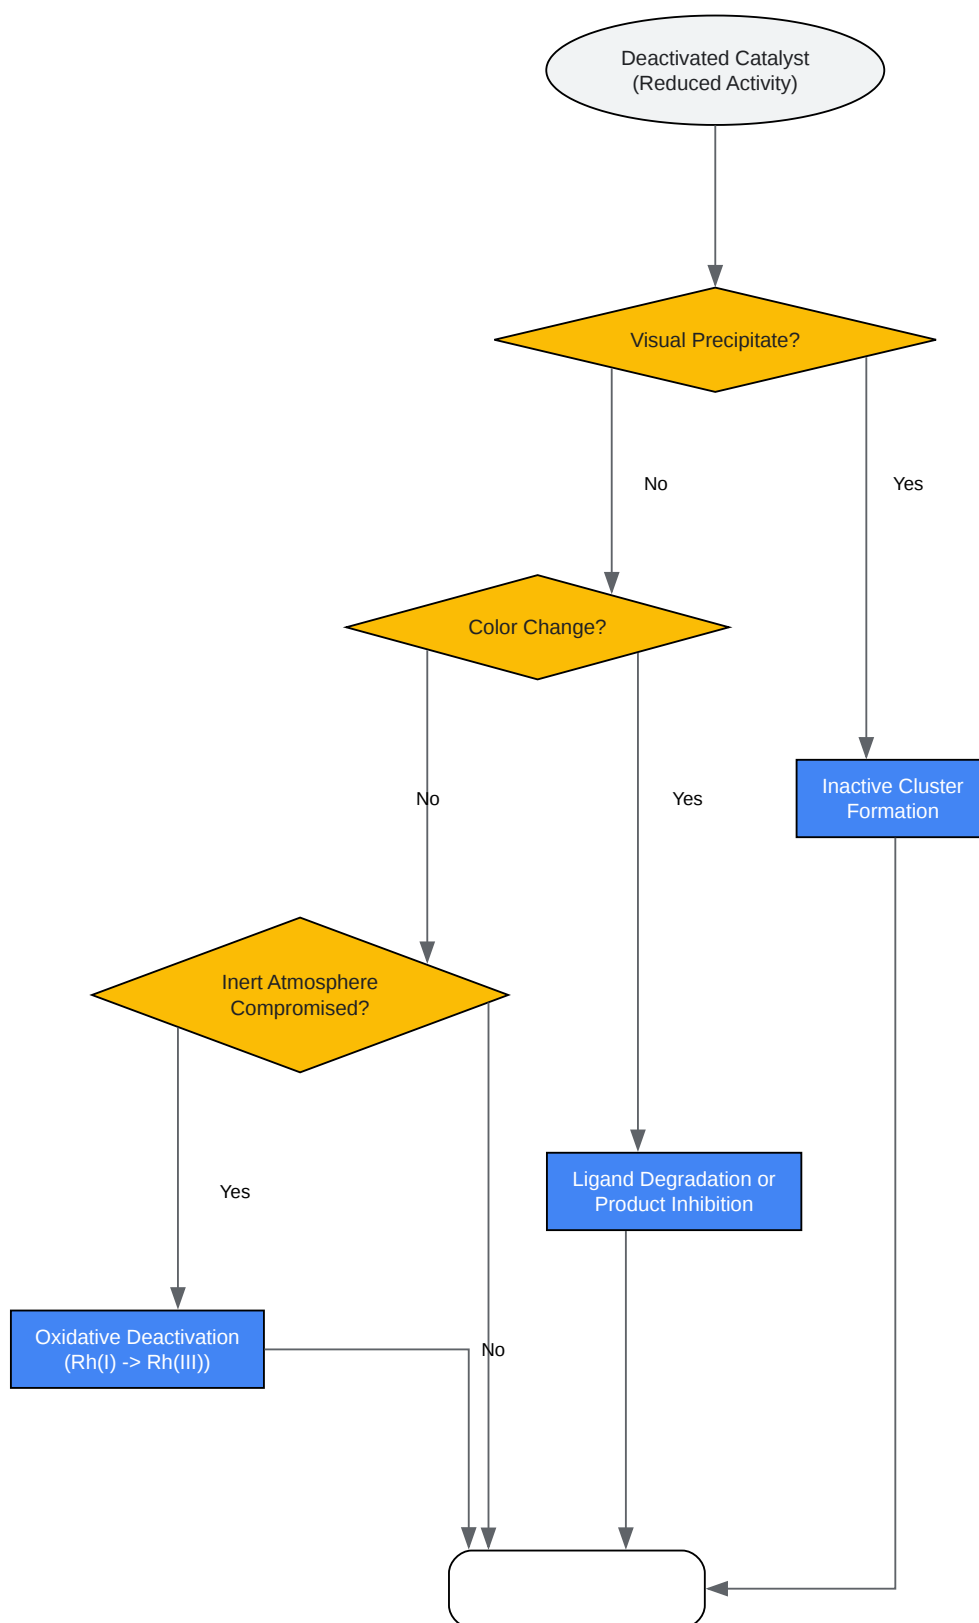 Deactivated Catalyst
(Reduced Activity)
Visual Precipitate?
No
Yes
Color Change?
No
Yes
Inactive Cluster
Formation
Inert Atmosphere
Compromised?
Yes
Ligand Degradation or
Product Inhibition
Oxidative Deactivation
(Rh(I) -> Rh(III))
No